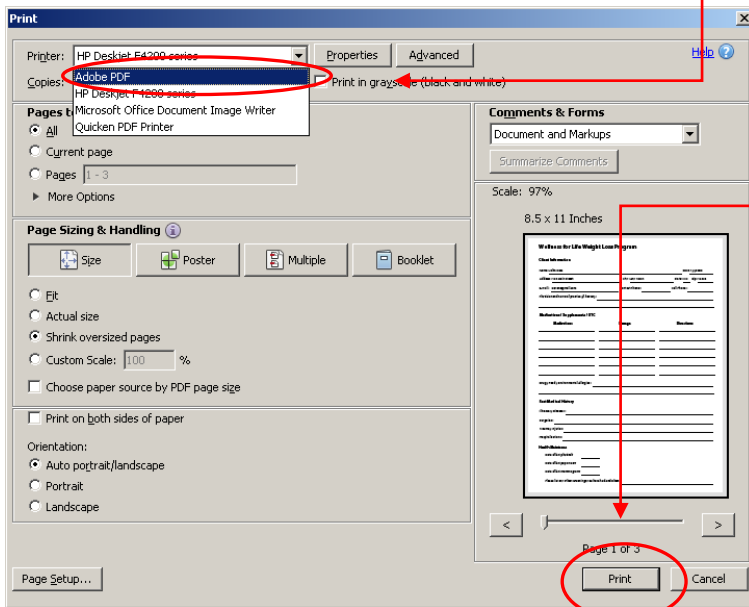 Print
Printer: HP Deskjet F4200 series Properties Advanced Help
Copies: Print in grayscale (black and white)
Adobe PDF
HP Deskjet F4200 series
Microsoft Office Document Image Writer
Quicken PDF Printer
Pages t
All
Current page
Pages 1 - 3
More Options
Page Sizing & Handling
Size Poster Multiple Booklet
Fit
Actual size
Shrink oversized pages
Custom Scale: 100 %
Choose paper source by PDF page size
Print on both sides of paper
Orientation:
Auto portrait/landscape
Portrait
Landscape
Comments & Forms
Document and Markups
Summarize Comments
Scale: 97%
8.5 x 11 Inches
Wellness for Life Weight Loss Program
Client Information
Past Medical History
< >
Page 1 of 3
Page Setup... Print Cancel